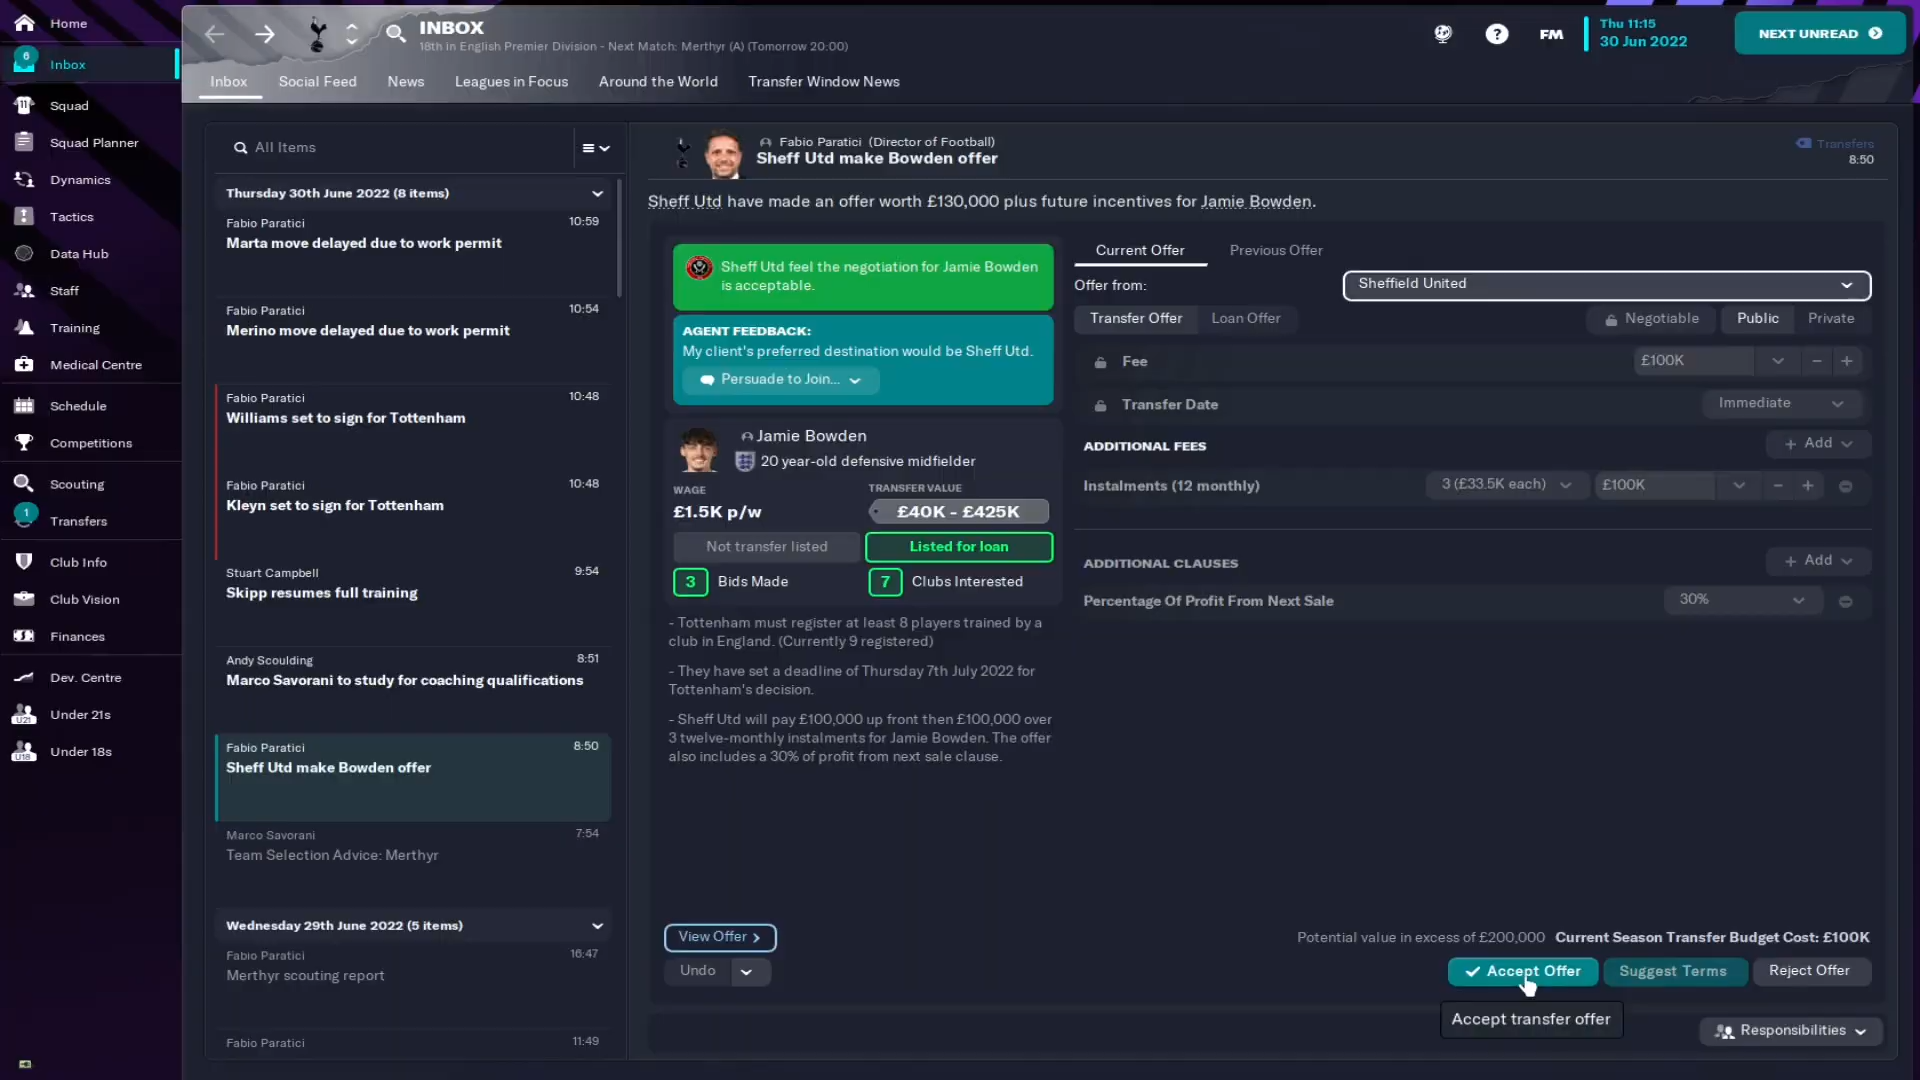 Home
6
Inbox
11
Squad
Squad Planner
Dynamics
Tactics
Data Hub
Staff
Training
Medical Centre
Schedule
Competitions
Scouting
1
Transfers
Club Info
Club Vision
Finances
Dev. Centre
U21
Under 21s
U18
Under 18s
INBOX
18th in English Premier Division - Next Match: Merthyr (A) (Tomorrow 20:00)
?
FM
Thu 11:15
30 Jun 2022
NEXT UNREAD
Inbox
Social Feed
News
Leagues in Focus
Around the World
Transfer Window News
All Items
Thursday 30th June 2022 (8 items)
Fabio Paratici 10:59
Marta move delayed due to work permit
Fabio Paratici 10:54
Merino move delayed due to work permit
Fabio Paratici 10:48
Williams set to sign for Tottenham
Fabio Paratici 10:48
Kleyn set to sign for Tottenham
Stuart Campbell 9:54
Skipp resumes full training
Andy Scoulding 8:51
Marco Savorani to study for coaching qualifications
Fabio Paratici 8:50
Sheff Utd make Bowden offer
Marco Savorani 7:54
Team Selection Advice: Merthyr
Wednesday 29th June 2022 (5 items)
Fabio Paratici 16:47
Merthyr scouting report
Fabio Paratici 11:49
Fabio Paratici (Director of Football)
Sheff Utd make Bowden offer
Transfers
8:50
Sheff Utd have made an offer worth £130,000 plus future incentives for Jamie Bowden.
Sheff Utd feel the negotiation for Jamie Bowden
is acceptable.
AGENT FEEDBACK:
My client's preferred destination would be Sheff Utd.
Persuade to Join...
Jamie Bowden
20 year-old defensive midfielder
WAGE
£1.5K p/w
TRANSFER VALUE
£40K - £425K
Not transfer listed
Listed for loan
3 Bids Made
7 Clubs Interested
- Tottenham must register at least 8 players trained by a
club in England. (Currently 9 registered)
- They have set a deadline of Thursday 7th July 2022 for
Tottenham's decision.
- Sheff Utd will pay £100,000 up front then £100,000 over
3 twelve-monthly instalments for Jamie Bowden. The offer
also includes a 30% of profit from next sale clause.
Current Offer
Previous Offer
Offer from: Sheffield United
Transfer Offer
Loan Offer
Negotiable
Public
Private
Fee £100K
Transfer Date Immediate
ADDITIONAL FEES + Add
Instalments (12 monthly) 3 (£33.5K each) £100K
ADDITIONAL CLAUSES + Add
Percentage Of Profit From Next Sale 30%
View Offer
Undo
Potential value in excess of £200,000 Current Season Transfer Budget Cost: £100K
Accept Offer
Suggest Terms
Reject Offer
Accept transfer offer
Responsibilities